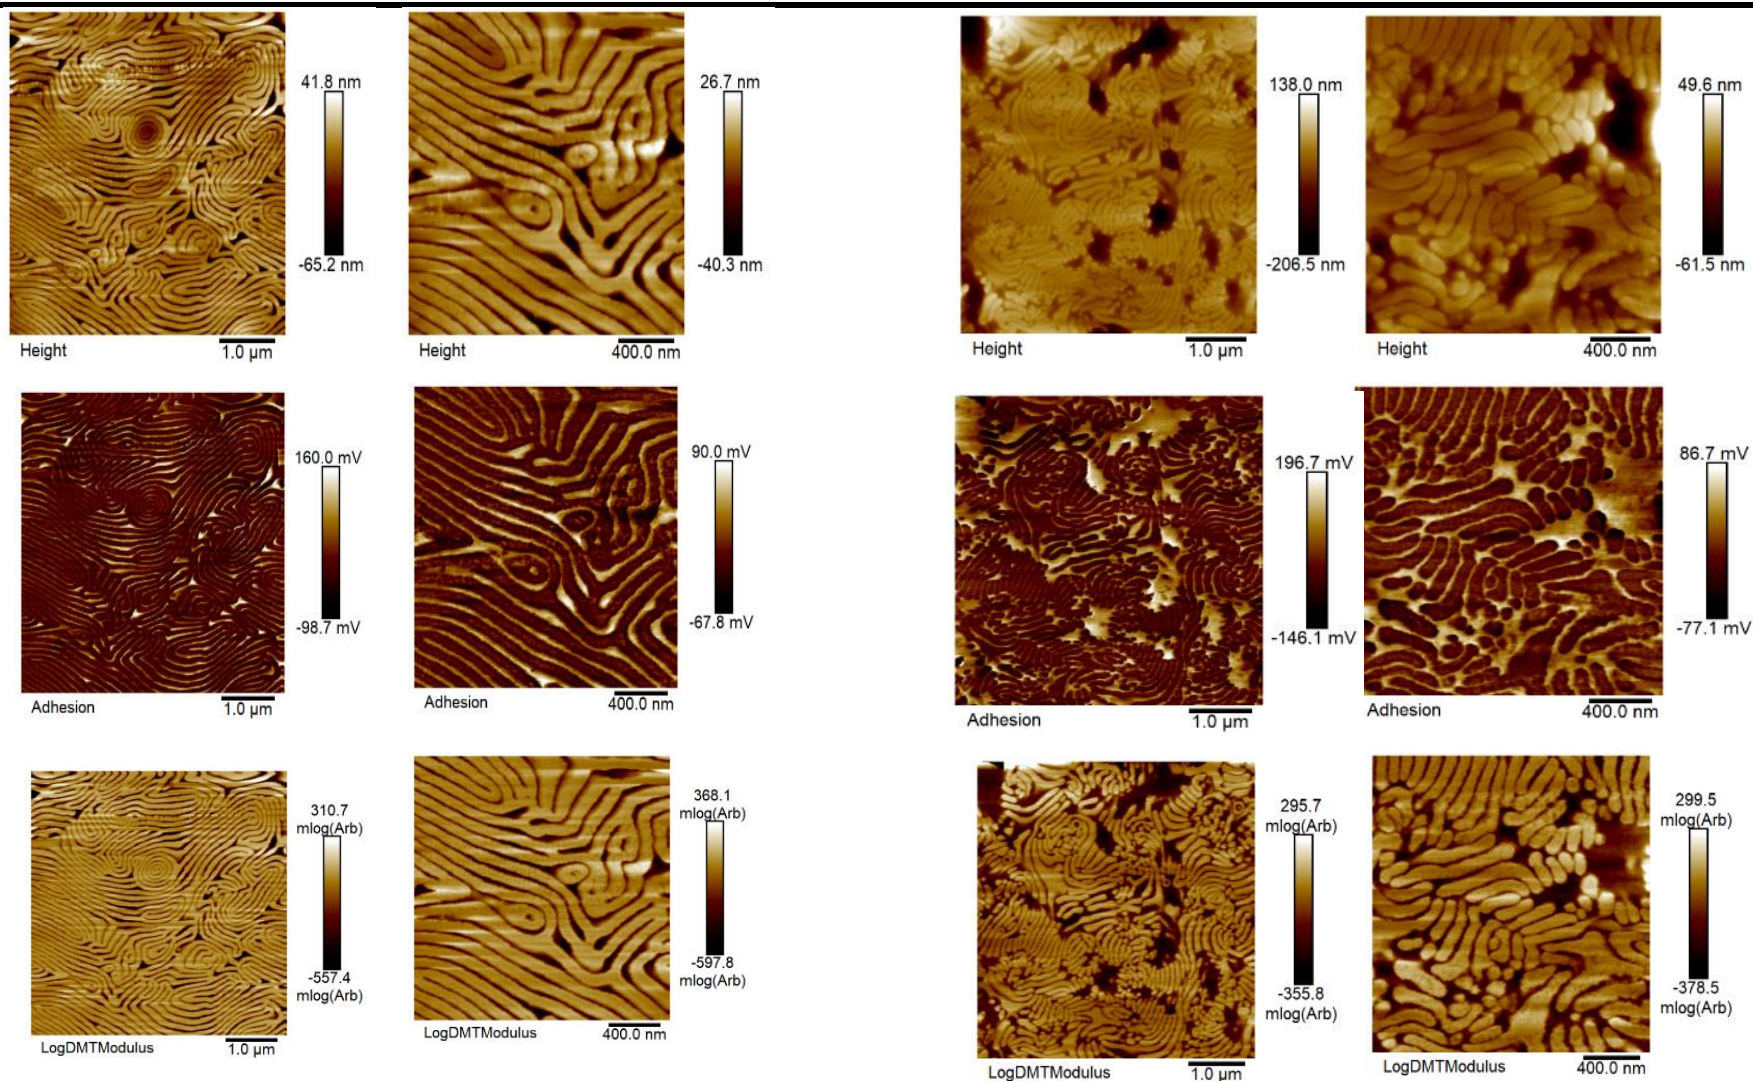 41.8 nm
-65.2 nm
Height
1.0 µm
26.7 nm
-40.3 nm
Height
400.0 nm
138.0 nm
-206.5 nm
Height
1.0 µm
49.6 nm
-61.5 nm
Height
400.0 nm
160.0 mV
-98.7 mV
Adhesion
1.0 µm
90.0 mV
-67.8 mV
Adhesion
400.0 nm
196.7 mV
-146.1 mV
Adhesion
1.0 µm
86.7 mV
-77.1 mV
Adhesion
400.0 nm
310.7
mlog(Arb)
-557.4
mlog(Arb)
LogDMTModulus
1.0 µm
368.1
mlog(Arb)
-597.8
mlog(Arb)
LogDMTModulus
400.0 nm
295.7
mlog(Arb)
-355.8
mlog(Arb)
LogDMTModulus
1.0 µm
299.5
mlog(Arb)
-378.5
mlog(Arb)
LogDMTModulus
400.0 nm